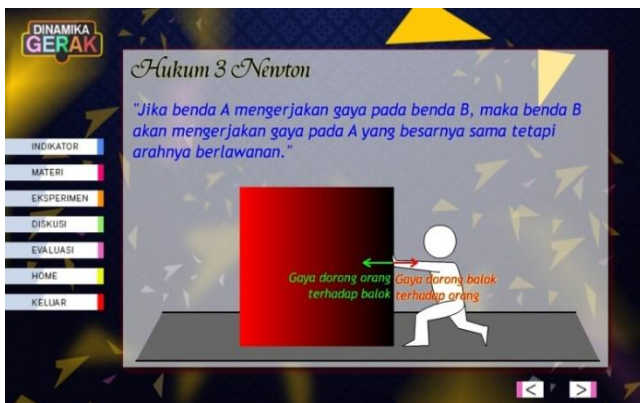 DINAMIKA
GERAK
Hukum 3 Newton
"Jika benda A mengerjakan gaya pada benda B, maka benda B
akan mengerjakan gaya pada A yang besarnya sama tetapi
arahnya berlawanan."
INDIKATOR
MATERI
EKSPERIMEN
DISKUSI
EVALUASI
HOME
KELUAR
Gaya dorong orang
terhadap balok
Gaya dorong balok
terhadap orang
< >